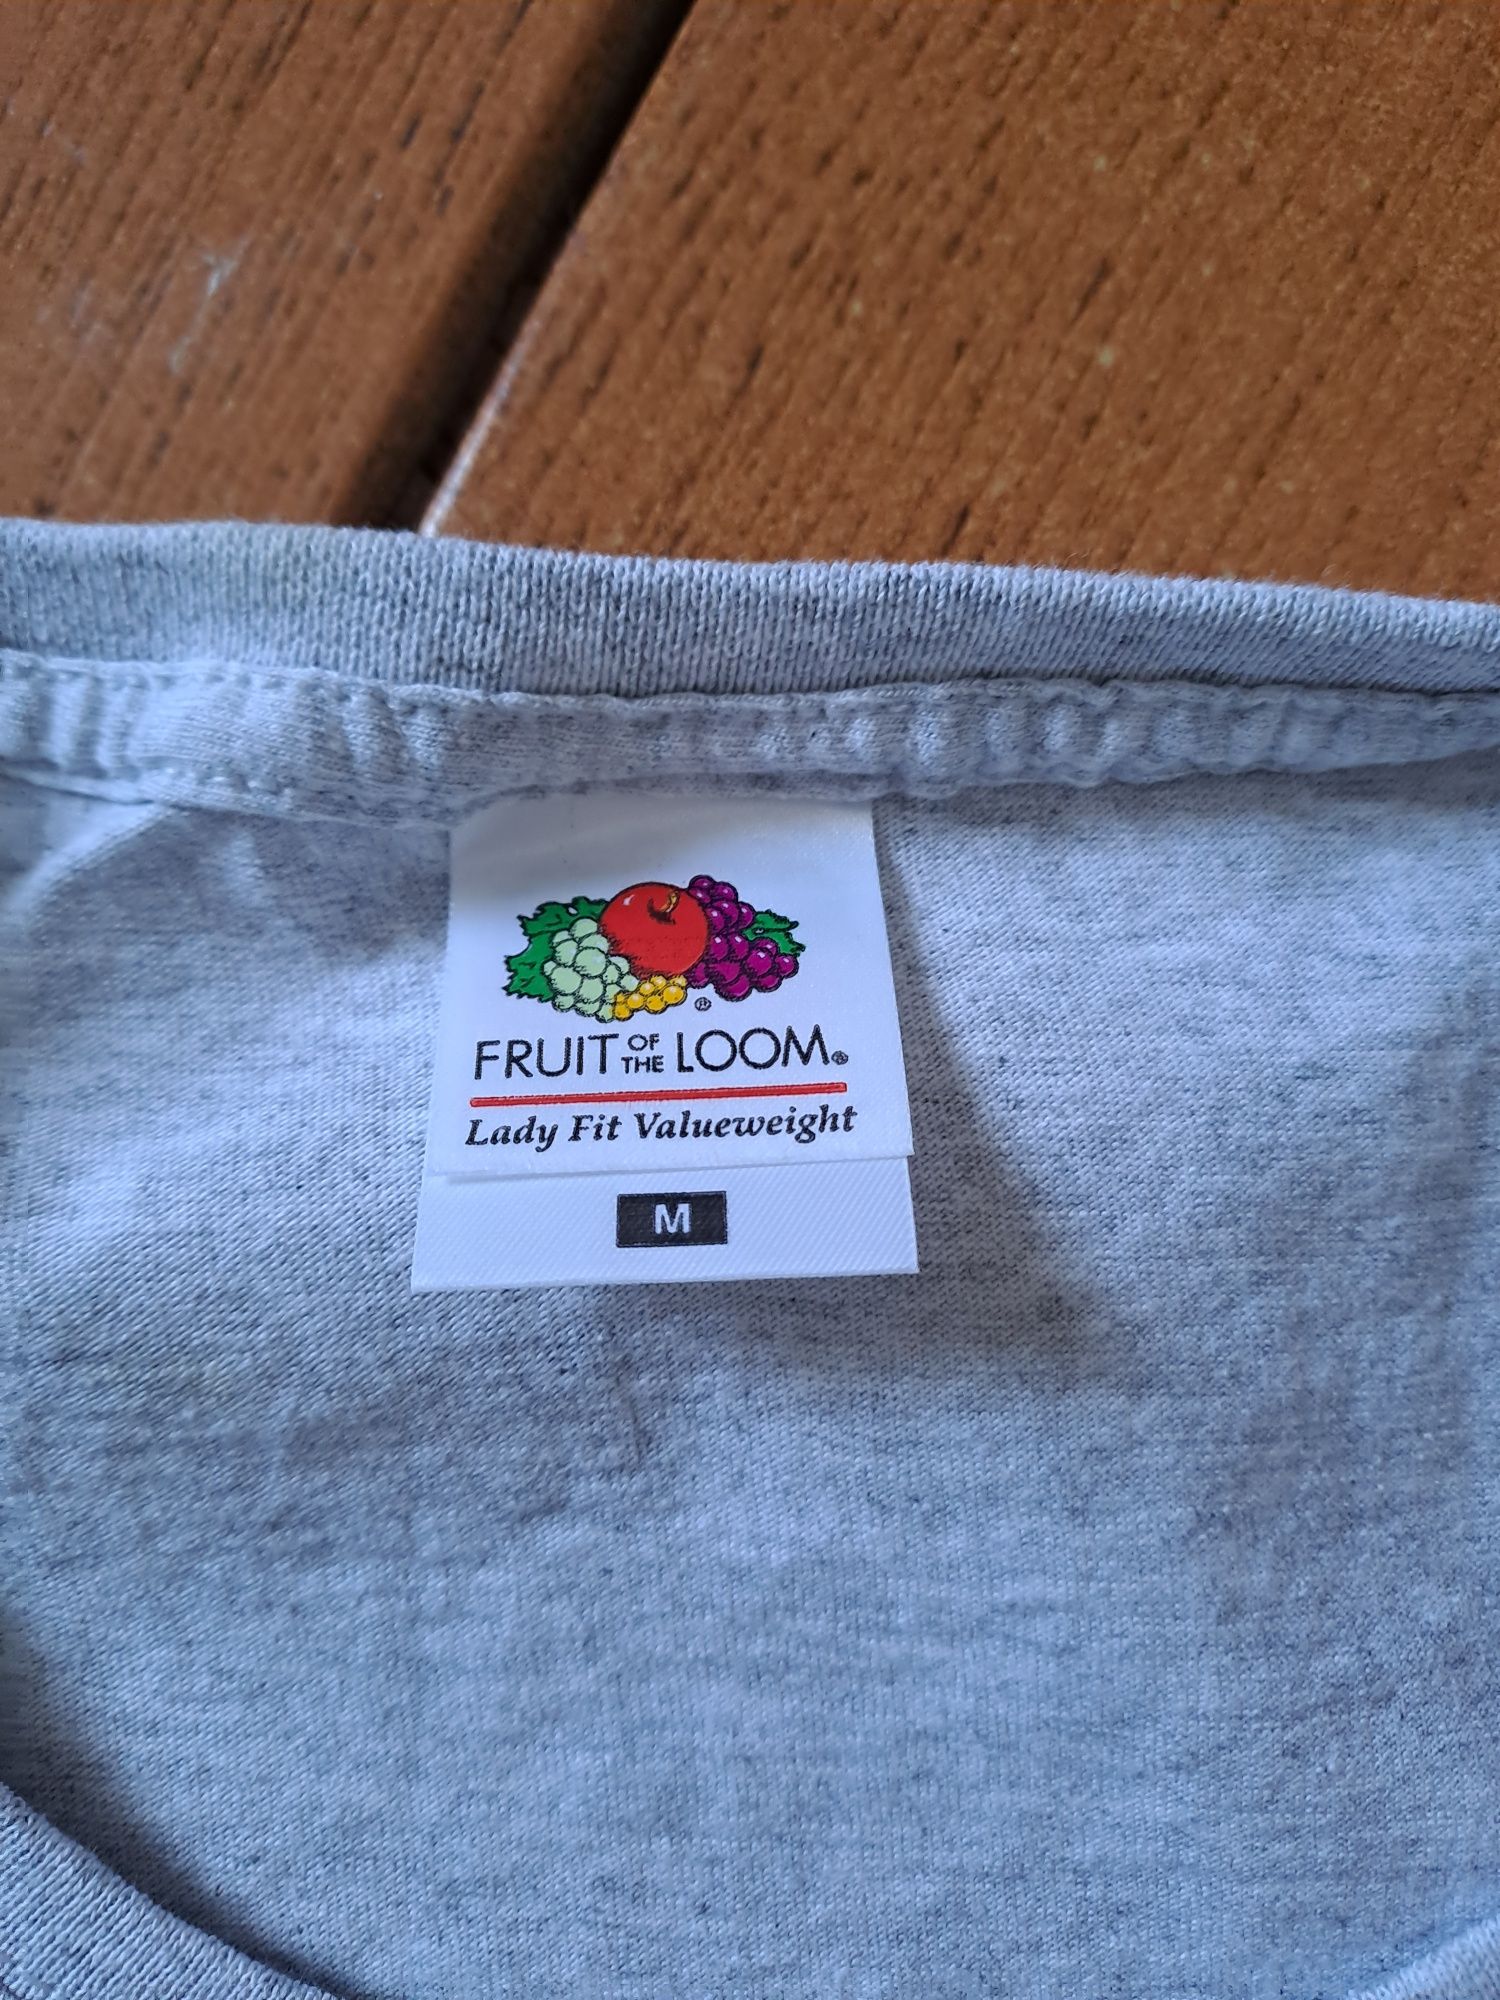 FRUIT OF THE LOOM®
Lady Fit Valueweight
M